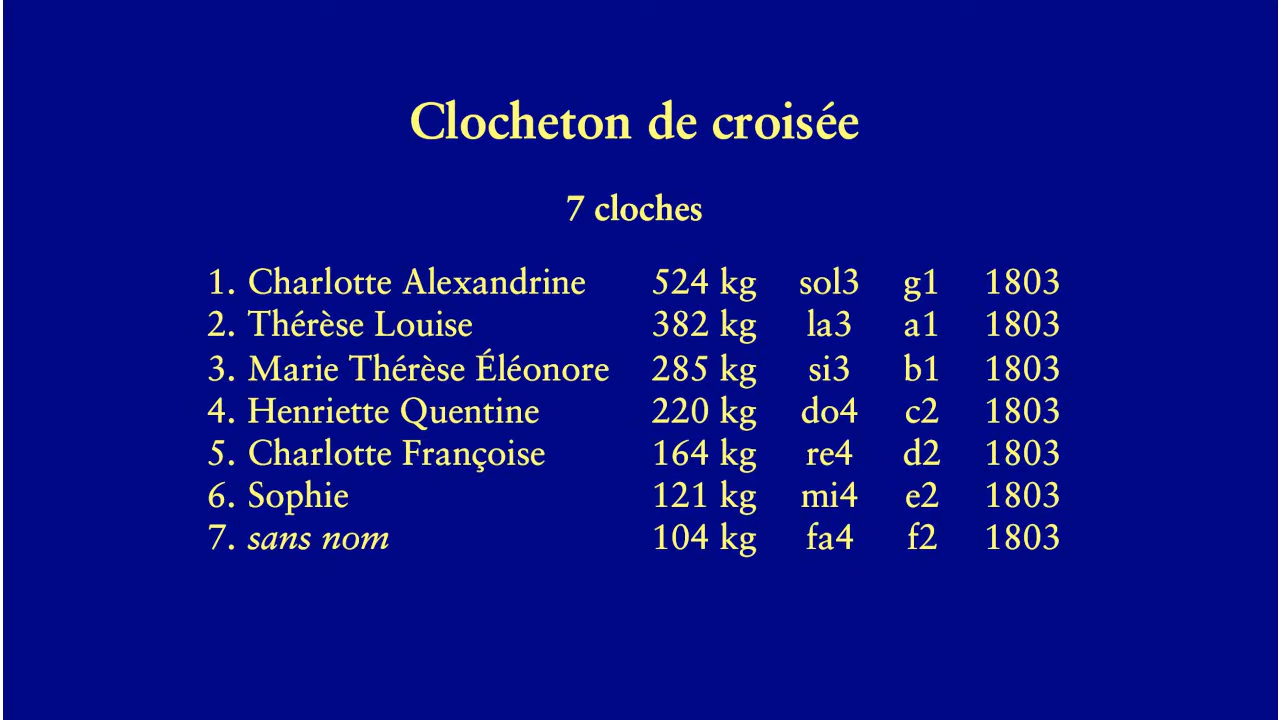 Clocheton de croisée
7 cloches
1. Charlotte Alexandrine 524 kg sol3 g1 1803
2. Thérèse Louise 382 kg la3 a1 1803
3. Marie Thérèse Éléonore 285 kg si3 b1 1803
4. Henriette Quentine 220 kg do4 c2 1803
5. Charlotte Françoise 164 kg re4 d2 1803
6. Sophie 121 kg mi4 e2 1803
7. sans nom 104 kg fa4 f2 1803